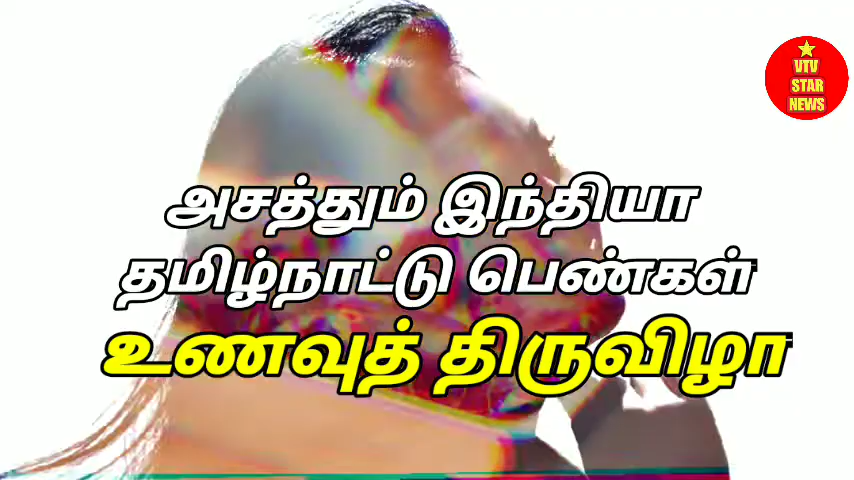 VTV
STAR
NEWS
அசத்தும் இந்தியா
தமிழ்நாட்டு பெண்கள்
உணவுத் திருவிழா